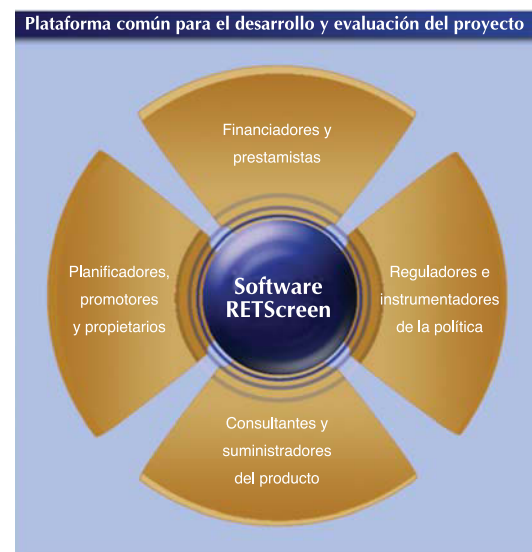 Plataforma común para el desarrollo y evaluación del proyecto
Financiadores y
prestamistas
Planificadores,
promotores
y propietarios
Software
RETScreen
Reguladores e
instrumentadores
de la política
Consultantes y
suministradores
del producto